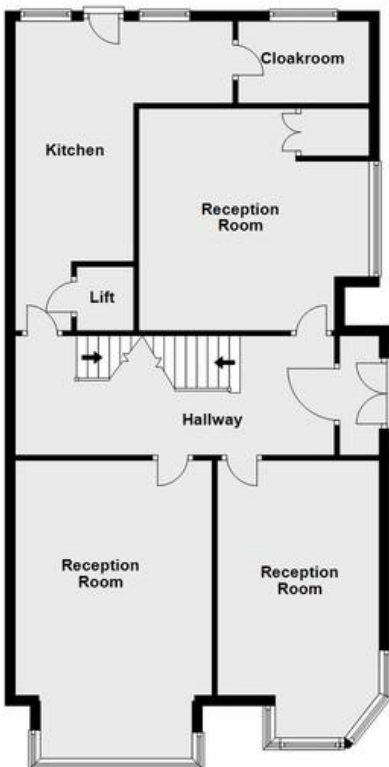 Cloakroom
Kitchen
Reception
Room
Lift
Hallway
Reception
Room
Reception
Room